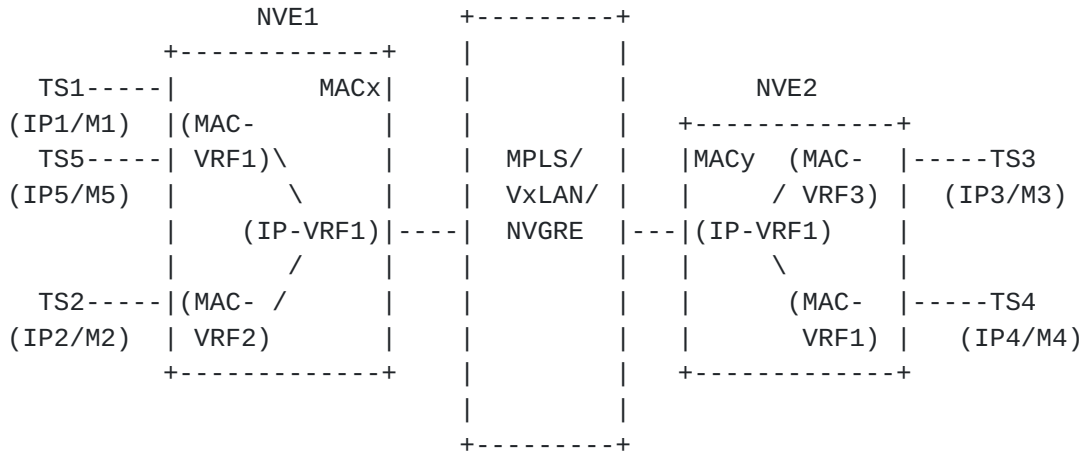 NVE1 +---------+
+-------------+ | |
TS1-----| MACx| | | NVE2
(IP1/M1) |(MAC- | | | +-------------+
TS5-----| VRF1)\ | | MPLS/ | |MACy (MAC- |-----TS3
(IP5/M5) | \ | | VxLAN/ | | / VRF3) | (IP3/M3)
| (IP-VRF1)|----| NVGRE |---|(IP-VRF1) |
| / | | | | \ |
TS2-----|(MAC- / | | | | (MAC- |-----TS4
(IP2/M2) | VRF2) | | | | VRF1) | (IP4/M4)
+-------------+ | | +-------------+
| |
+---------+